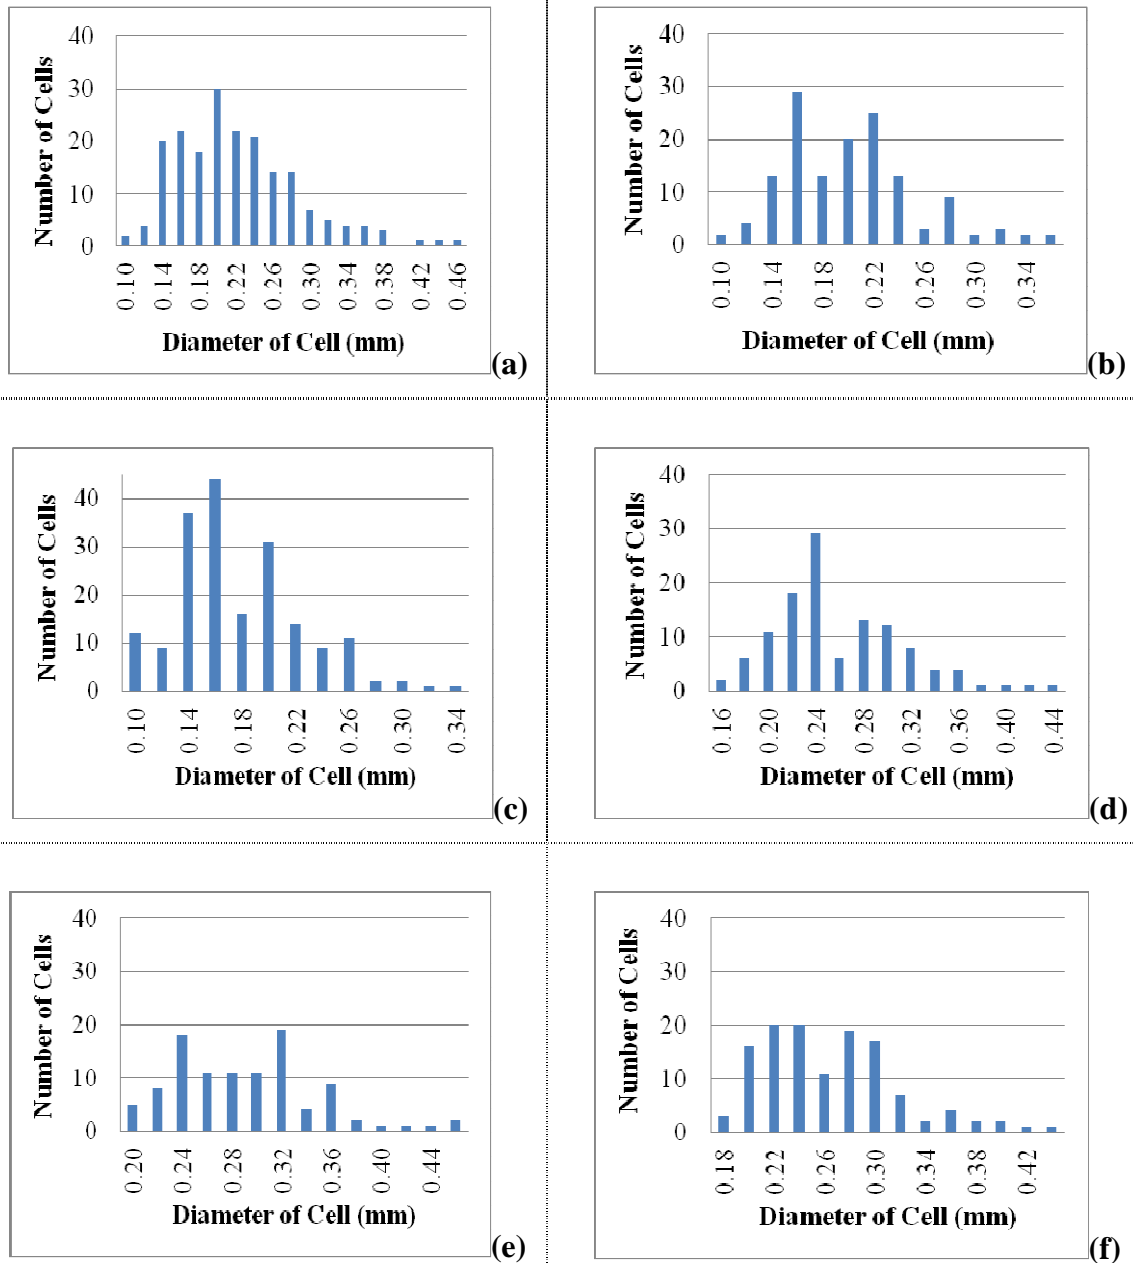 40
30
20
10
0
Number of Cells
0.10 0.14 0.18 0.22 0.26 0.30 0.34 0.38 0.42 0.46
Diameter of Cell (mm)
(a)
40
30
20
10
0
Number of Cells
0.10 0.14 0.18 0.22 0.26 0.30 0.34
Diameter of Cell (mm)
(b)
40
30
20
10
0
Number of Cells
0.10 0.14 0.18 0.22 0.26 0.30 0.34
Diameter of Cell (mm)
(c)
40
30
20
10
0
Number of Cells
0.16 0.20 0.24 0.28 0.32 0.36 0.40 0.44
Diameter of Cell (mm)
(d)
40
30
20
10
0
Number of Cells
0.20 0.24 0.28 0.32 0.36 0.40 0.44
Diameter of Cell (mm)
(e)
40
30
20
10
0
Number of Cells
0.18 0.22 0.26 0.30 0.34 0.38 0.42
Diameter of Cell (mm)
(f)